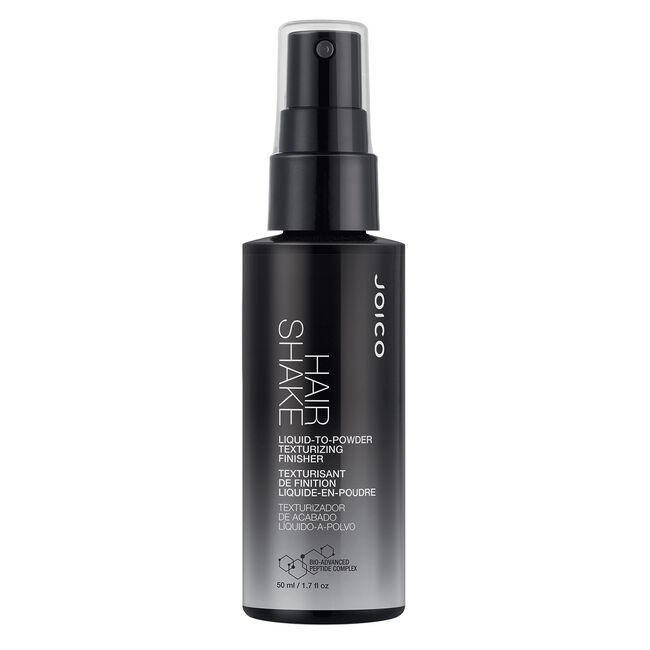 JOICO
HAIR
SHAKE
LIQUID-TO-POWDER
TEXTURIZING
FINISHER
TEXTURISANT
DE FINITION
LIQUIDE-EN-POUDRE
TEXTURIZADOR
DE ACABADO
LÍQUIDO-A-POLVO
BIO-ADVANCED
PEPTIDE COMPLEX
50 ml / 1.7 fl oz